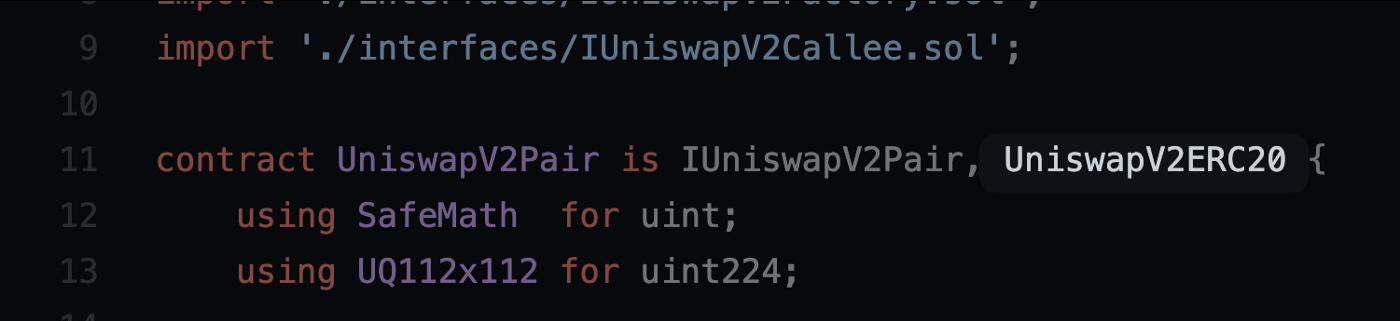 8 import './interfaces/IUniswapV2Factory.sol';
9 import './interfaces/IUniswapV2Callee.sol';
10
11 contract UniswapV2Pair is IUniswapV2Pair, UniswapV2ERC20 {
12 using SafeMath  for uint;
13 using UQ112x112 for uint224;
14